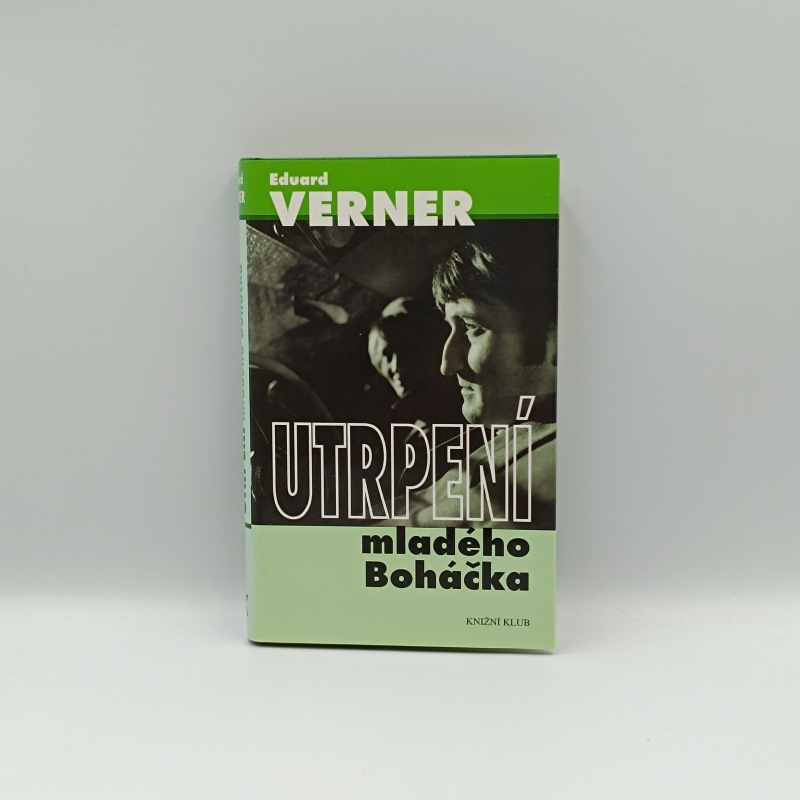 Eduard
VERNER
UTRPENÍ
mladého
Boháčka
KNIŽNÍ KLUB